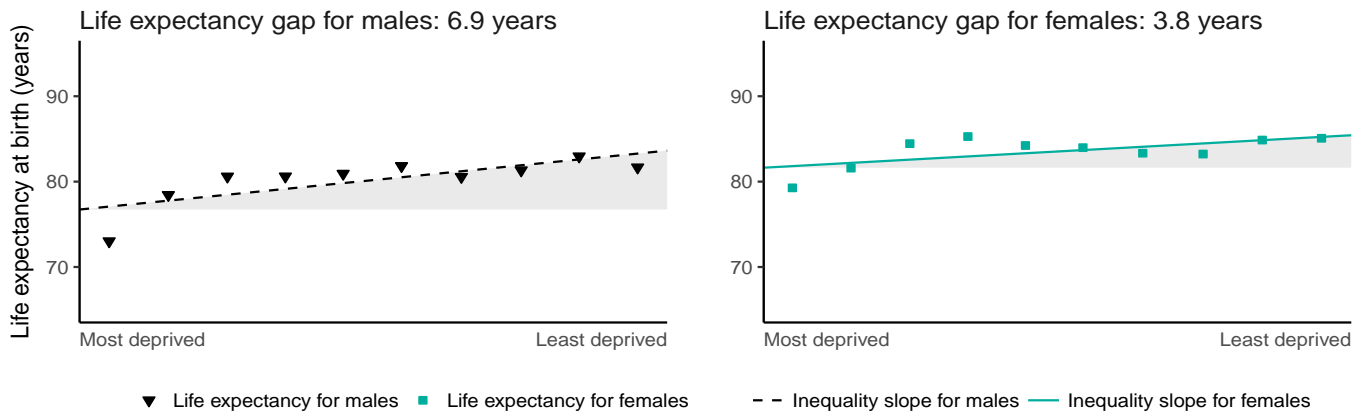 Life expectancy gap for males: 6.9 years
Life expectancy at birth (years)
90
80
70
Most deprived Least deprived
Life expectancy gap for females: 3.8 years
90
80
70
Most deprived Least deprived
Life expectancy for males Life expectancy for females Inequality slope for males Inequality slope for females